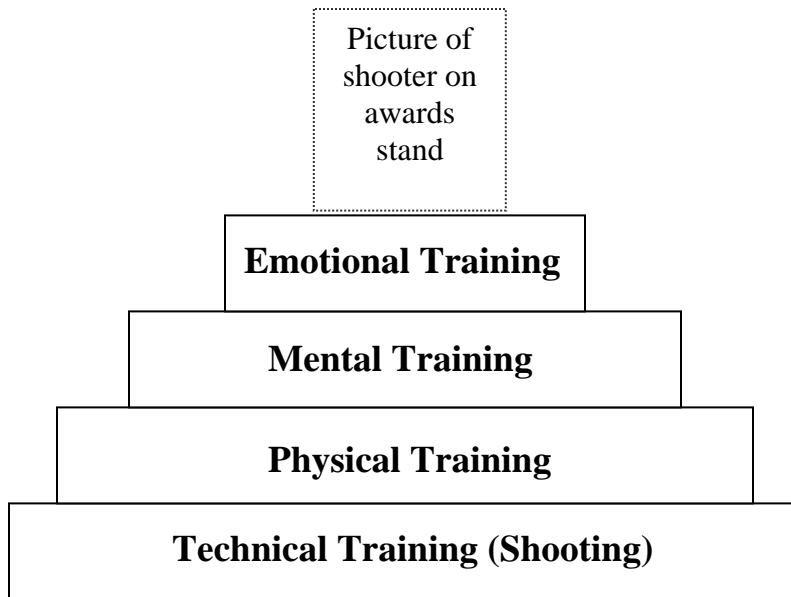 Picture of
shooter on
awards
stand
Emotional Training
Mental Training
Physical Training
Technical Training (Shooting)